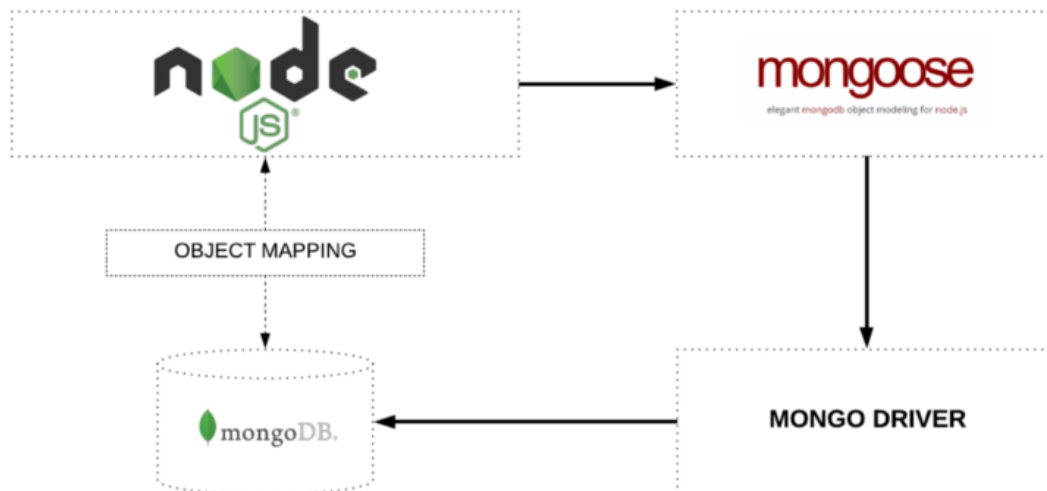 node
JS®
mongoose
elegant mongodb object modeling for node.js
OBJECT MAPPING
mongoDB.
MONGO DRIVER